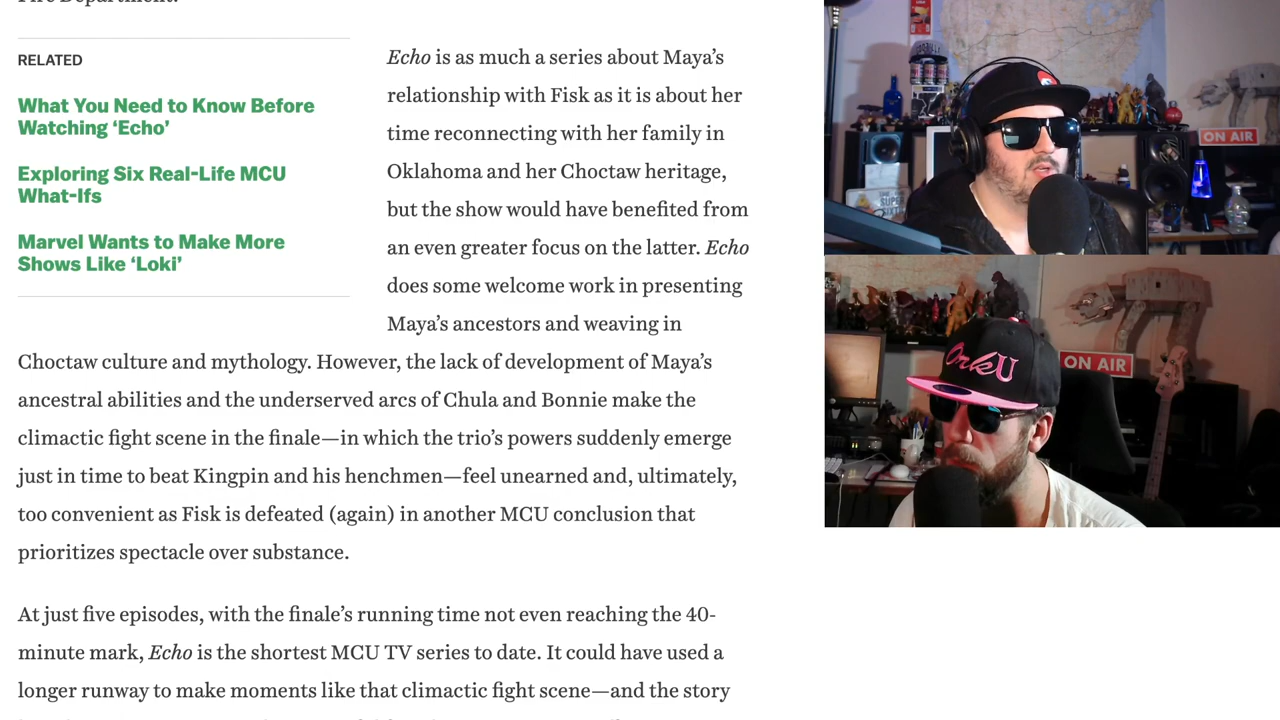 RELATED
What You Need to Know Before
Watching ‘Echo’
Exploring Six Real-Life MCU
What-Ifs
Marvel Wants to Make More
Shows Like ‘Loki’
Echo is as much a series about Maya’s
relationship with Fisk as it is about her
time reconnecting with her family in
Oklahoma and her Choctaw heritage,
but the show would have benefited from
an even greater focus on the latter. Echo
does some welcome work in presenting
Maya’s ancestors and weaving in
Choctaw culture and mythology. However, the lack of development of Maya’s
ancestral abilities and the underserved arcs of Chula and Bonnie make the
climactic fight scene in the finale—in which the trio’s powers suddenly emerge
just in time to beat Kingpin and his henchmen—feel unearned and, ultimately,
too convenient as Fisk is defeated (again) in another MCU conclusion that
prioritizes spectacle over substance.
At just five episodes, with the finale’s running time not even reaching the 40-
minute mark, Echo is the shortest MCU TV series to date. It could have used a
longer runway to make moments like that climactic fight scene—and the story
ON AIR
SUPER
OrkU
ON AIR